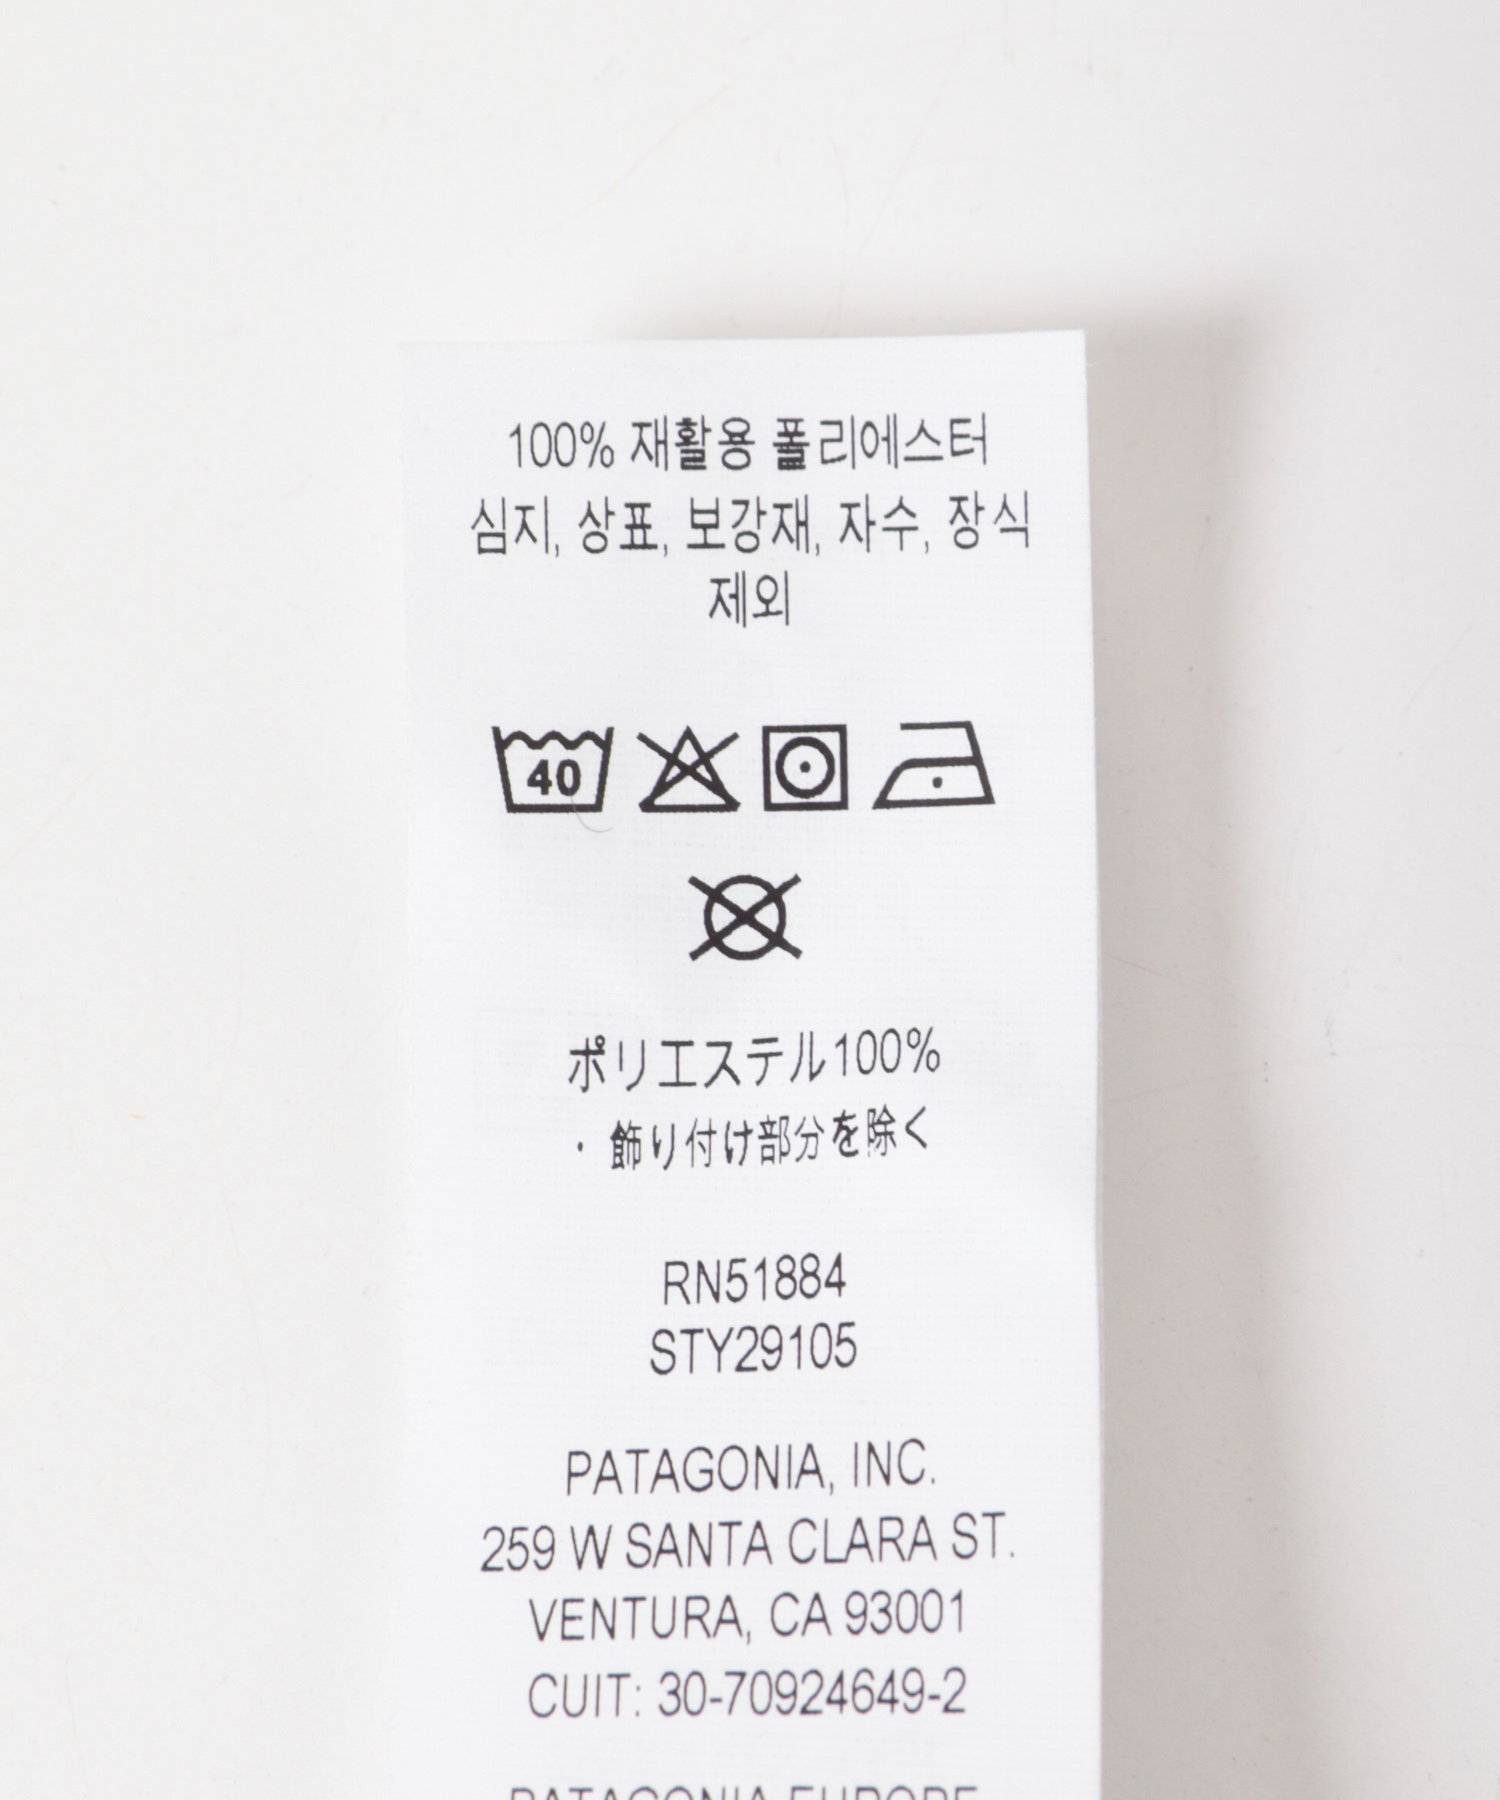 100% 재활용 폴리에스터
심지, 상표, 보강재, 자수, 장식
제외
40
ポリエステル100%
・飾り付け部分を除く
RN51884
STY29105
PATAGONIA, INC.
259 W SANTA CLARA ST.
VENTURA, CA 93001
CUIT: 30-70924649-2
PATAGONIA EUROPE